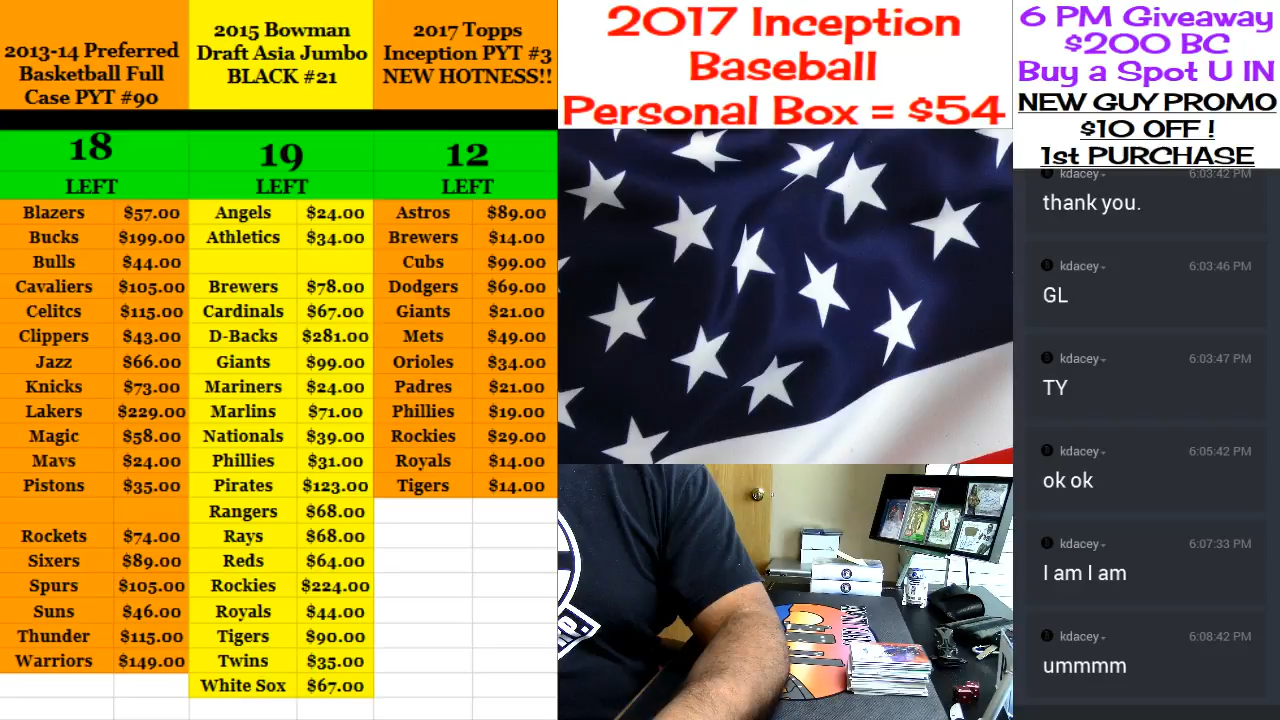 2013-14 Preferred
Basketball Full
Case PYT #90
18
LEFT
Blazers $57.00
Bucks $199.00
Bulls $44.00
Cavaliers $105.00
Celitcs $115.00
Clippers $43.00
Jazz $66.00
Knicks $73.00
Lakers $229.00
Magic $58.00
Mavs $24.00
Pistons $35.00
Rockets $74.00
Sixers $89.00
Spurs $105.00
Suns $46.00
Thunder $115.00
Warriors $149.00
2015 Bowman
Draft Asia Jumbo
BLACK #21
19
LEFT
Angels $24.00
Athletics $34.00
Brewers $78.00
Cardinals $67.00
D-Backs $281.00
Giants $99.00
Mariners $24.00
Marlins $71.00
Nationals $39.00
Phillies $31.00
Pirates $123.00
Rangers $68.00
Rays $68.00
Reds $64.00
Rockies $224.00
Royals $44.00
Tigers $90.00
Twins $35.00
White Sox $67.00
2017 Topps
Inception PYT #3
NEW HOTNESS!!
12
LEFT
Astros $89.00
Brewers $14.00
Cubs $99.00
Dodgers $69.00
Giants $21.00
Mets $49.00
Orioles $34.00
Padres $21.00
Phillies $19.00
Rockies $29.00
Royals $14.00
Tigers $14.00
2017 Inception
Baseball
Personal Box = $54
6 PM Giveaway
$200 BC
Buy a Spot U IN
NEW GUY PROMO
$10 OFF !
1st PURCHASE
kdacey 6:03:42 PM
thank you.
kdacey 6:03:46 PM
GL
kdacey 6:03:47 PM
TY
kdacey 6:05:42 PM
ok ok
kdacey 6:07:33 PM
I am I am
kdacey 6:08:42 PM
ummmm